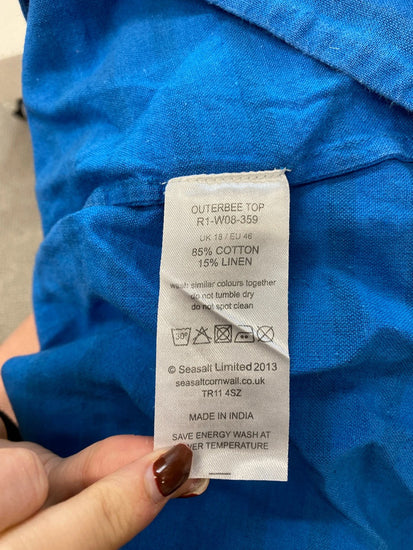 OUTERBEE TOP
R1-W08-359
UK 18 / EU 46
85% COTTON
15% LINEN
wash similar colours together
do not tumble dry
do not spot clean
30°
© Seasalt Limited 2013
seasaltcornwall.co.uk
TR11 4SZ
MADE IN INDIA
SAVE ENERGY WASH AT
TEMPERATURE